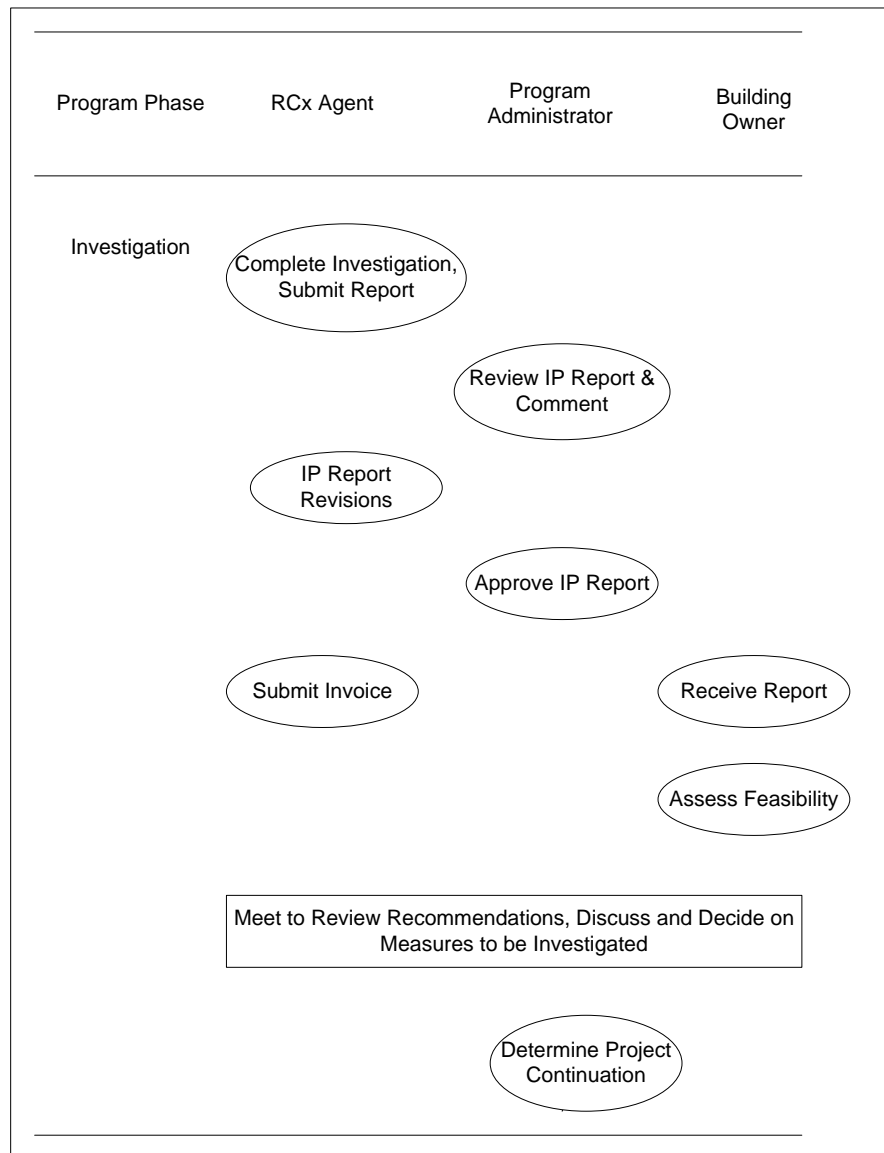 Program Phase
RCx Agent
Program
Administrator
Building
Owner
Investigation
Complete Investigation,
Submit Report
Review IP Report &
Comment
IP Report
Revisions
Approve IP Report
Submit Invoice
Receive Report
Assess Feasibility
Meet to Review Recommendations, Discuss and Decide on
Measures to be Investigated
Determine Project
Continuation